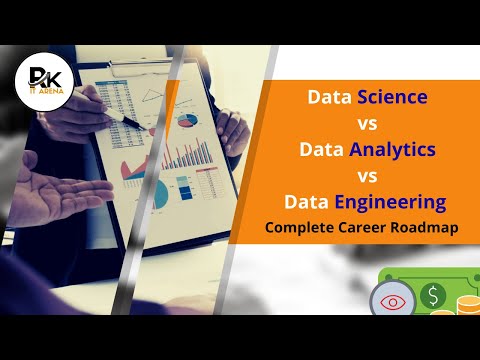 RK
IT ARENA
Data Science
vs
Data Analytics
vs
Data Engineering
Complete Career Roadmap
$